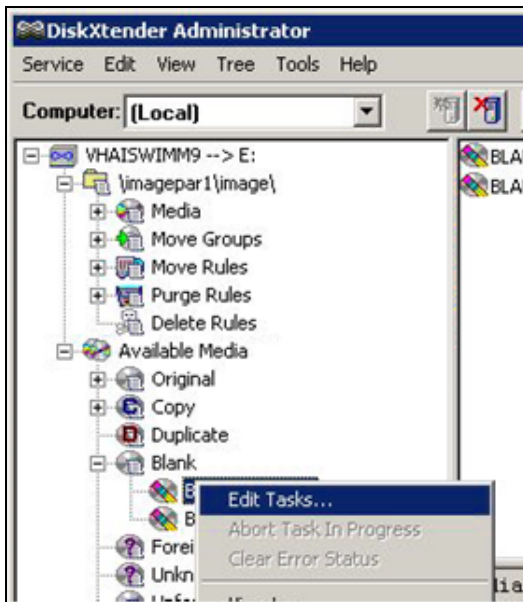 DiskXtender Administrator
Service Edit View Tree Tools Help
Computer: (Local)
VHAISWIMM9 --> E:
\imagepar1\image\
Media
Move Groups
Move Rules
Purge Rules
Delete Rules
Available Media
Original
Copy
Duplicate
Blank
Edit Tasks...
Abort Task In Progress
Clear Error Status